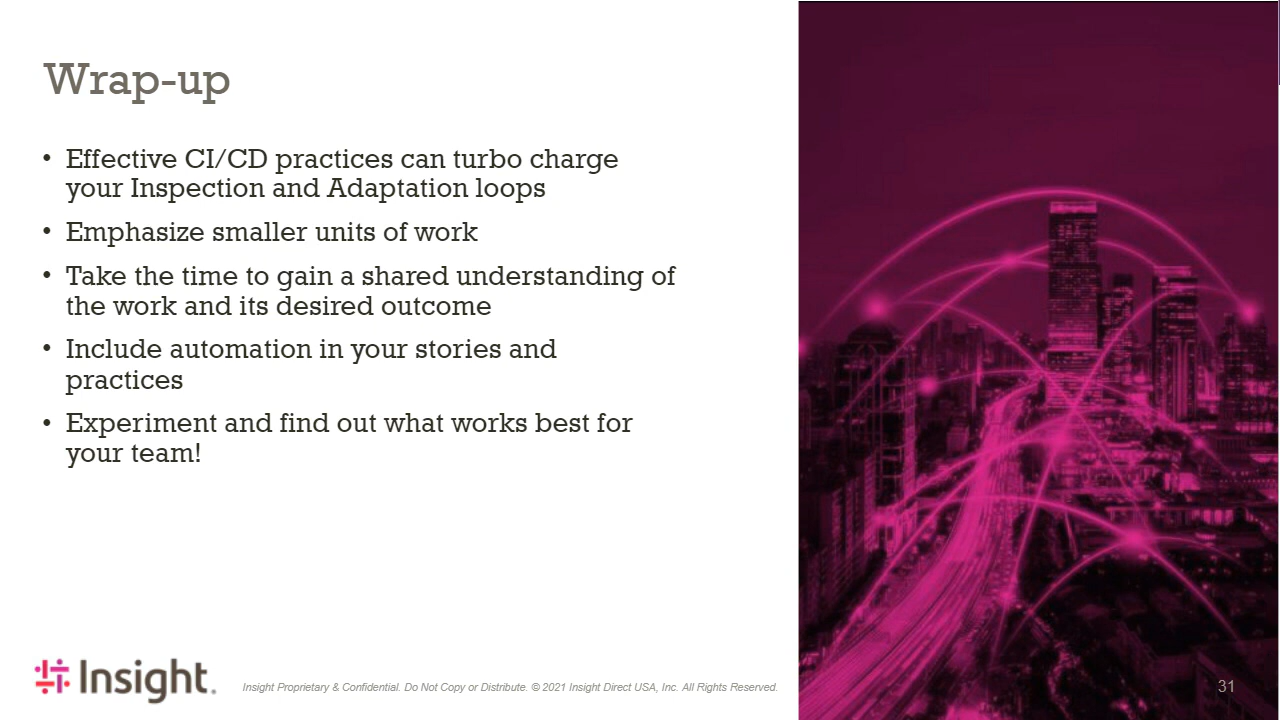 Wrap-up
• Effective CI/CD practices can turbo charge
your Inspection and Adaptation loops
• Emphasize smaller units of work
• Take the time to gain a shared understanding of
the work and its desired outcome
• Include automation in your stories and
practices
• Experiment and find out what works best for
your team!
Insight.
Insight Proprietary & Confidential. Do Not Copy or Distribute. © 2021 Insight Direct USA, Inc. All Rights Reserved.
31